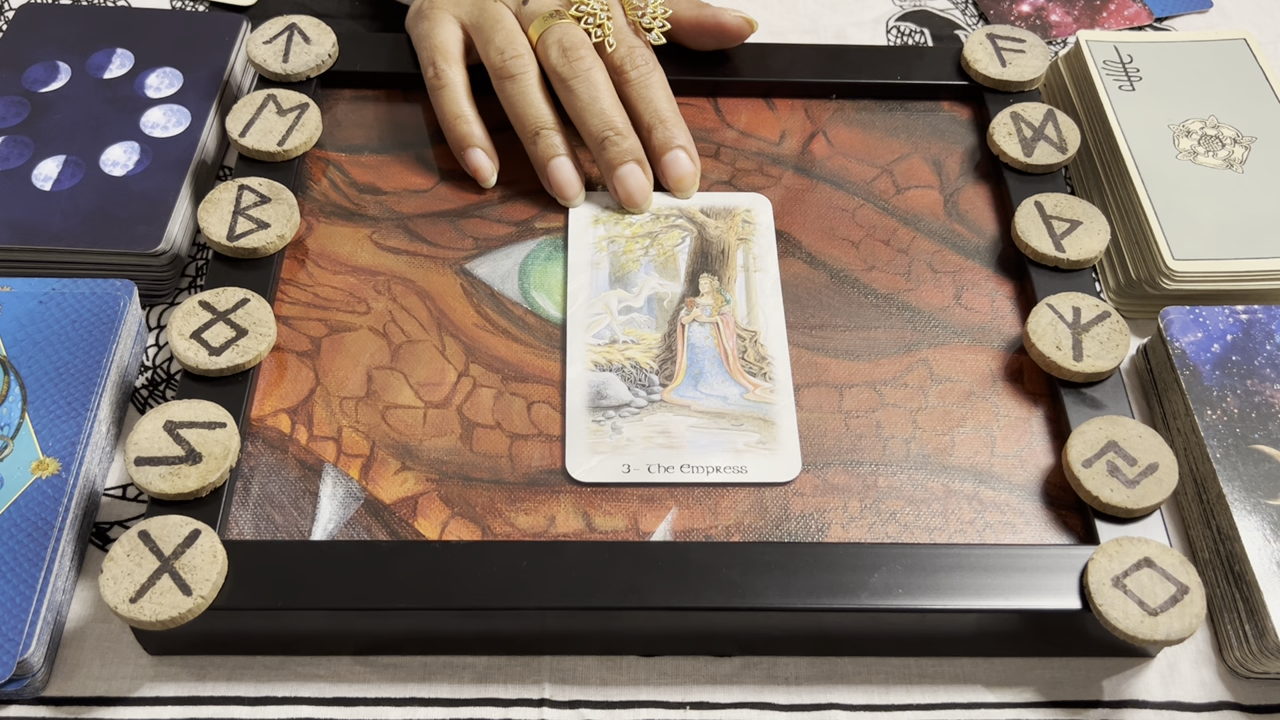 ᛏ
ᚨ
ᛖ
ᛞ
ᛒ
ᚦ
ᛉ
ᛊ
ᛃ
ᚷ
ᛜ
3 - The Empress